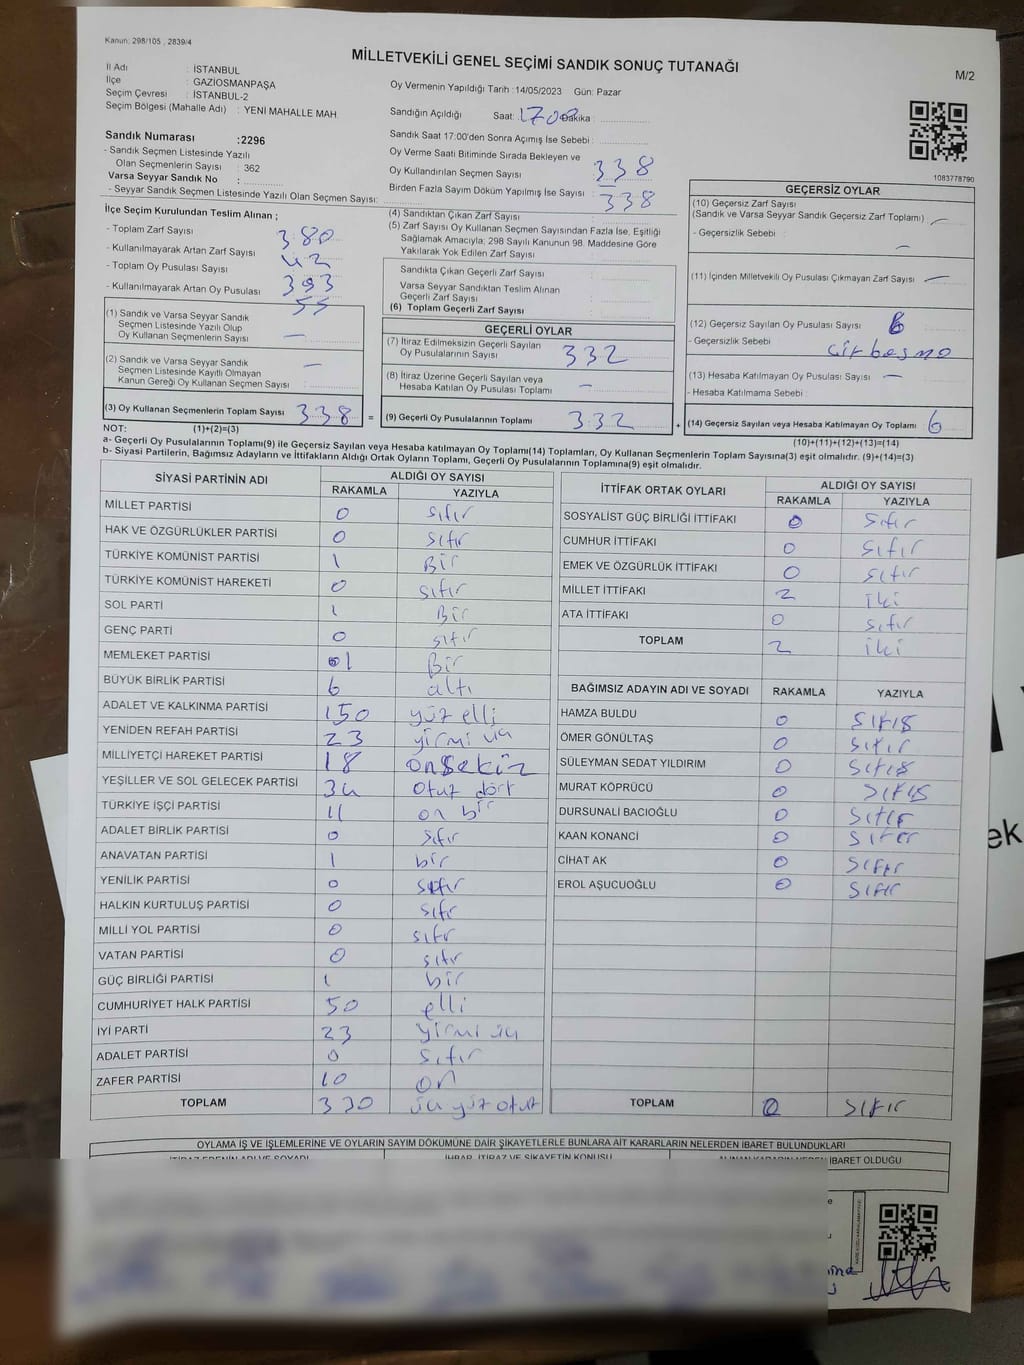 Kanun: 298/105 , 2839/4
MİLLETVEKİLİ GENEL SEÇİMİ SANDIK SONUÇ TUTANAĞI
M/2
İl Adı : İSTANBUL
İlçe : GAZİOSMANPAŞA
Seçim Çevresi : İSTANBUL-2
Seçim Bölgesi (Mahalle Adı) : YENİ MAHALLE MAH.
Sandık Numarası :2296
- Sandık Seçmen Listesinde Yazılı
Olan Seçmenlerin Sayısı : 362
Varsa Seyyar Sandık No :
- Seyyar Sandık Seçmen Listesinde Yazılı Olan Seçmen Sayısı:
Oy Vermenin Yapıldığı Tarih :14/05/2023 Gün: Pazar
Sandığın Açıldığı Saat: 1700 Dakika :
Sandık Saat 17:00'den Sonra Açımış İse Sebebi :
Oy Verme Saati Bitiminde Sırada Bekleyen ve
Oy Kullandırılan Seçmen Sayısı : 338
Birden Fazla Sayım Döküm Yapılmış İse Sayısı : 338
1083778790
İlçe Seçim Kurulundan Teslim Alınan ;
- Toplam Zarf Sayısı : 380
- Kullanılmayarak Artan Zarf Sayısı : 42
- Toplam Oy Pusulası Sayısı : 393
- Kullanılmayarak Artan Oy Pusulası : 55
(1) Sandık ve Varsa Seyyar Sandık
Seçmen Listesinde Yazılı Olup
Oy Kullanan Seçmenlerin Sayısı : —
(2) Sandık ve Varsa Seyyar Sandık
Seçmen Listesinde Kayıtlı Olmayan
Kanun Gereği Oy Kullanan Seçmen Sayısı : —
(3) Oy Kullanan Seçmenlerin Toplam Sayısı : 338 =
(4) Sandıktan Çıkan Zarf Sayısı :
(5) Zarf Sayısı Oy Kullanan Seçmen Sayısından Fazla İse, Eşitliği
Sağlamak Amacıyla; 298 Sayılı Kanunun 98. Maddesine Göre
Yakılarak Yok Edilen Zarf Sayısı :
Sandıkta Çıkan Geçerli Zarf Sayısı :
Varsa Seyyar Sandıktan Teslim Alınan
Geçerli Zarf Sayısı :
(6) Toplam Geçerli Zarf Sayısı :
GEÇERLİ OYLAR
(7) İtiraz Edilmeksizin Geçerli Sayılan
Oy Pusulalarının Sayısı : 332
(8) İtiraz Üzerine Geçerli Sayılan veya
Hesaba Katılan Oy Pusulası Toplamı : —
(9) Geçerli Oy Pusulalarının Toplamı : 332 +
GEÇERSİZ OYLAR
(10) Geçersiz Zarf Sayısı
(Sandık ve Varsa Seyyar Sandık Geçersiz Zarf Toplamı) : —
- Geçersizlik Sebebi : —
(11) İçinden Milletvekili Oy Pusulası Çıkmayan Zarf Sayısı : —
(12) Geçersiz Sayılan Oy Pusulası Sayısı : 6
- Geçersizlik Sebebi :
(13) Hesaba Katılmayan Oy Pusulası Sayısı : —
- Hesaba Katılmama Sebebi :
(14) Geçersiz Sayılan veya Hesaba Katılmayan Oy Toplamı : 6
NOT: (1)+(2)=(3)
(10)+(11)+(12)+(13)=(14)
a- Geçerli Oy Pusulalarının Toplamı(9) ile Geçersiz Sayılan veya Hesaba katılmayan Oy Toplamı(14) Toplamları, Oy Kullanan Seçmenlerin Toplam Sayısına(3) eşit olmalıdır. (9)+(14)=(3)
b- Siyasi Partilerin, Bağımsız Adayların ve İttifakların Aldığı Ortak Oyların Toplamı, Geçerli Oy Pusulalarının Toplamına(9) eşit olmalıdır.
SİYASİ PARTİNİN ADI ALDIĞI OY SAYISI
RAKAMLA YAZIYLA
MİLLET PARTİSİ 0 sıfır
HAK VE ÖZGÜRLÜKLER PARTİSİ 0 sıfır
TÜRKİYE KOMÜNİST PARTİSİ 1 Bir
TÜRKİYE KOMÜNİST HAREKETİ 0 sıfır
SOL PARTİ 1 Bir
GENÇ PARTİ 0 sıfır
MEMLEKET PARTİSİ 01 Bir
BÜYÜK BİRLİK PARTİSİ 6 altı
ADALET VE KALKINMA PARTİSİ 150 yüz elli
YENİDEN REFAH PARTİSİ 23 yirmi üç
MİLLİYETÇİ HAREKET PARTİSİ 18 onsekiz
YEŞİLLER VE SOL GELECEK PARTİSİ 34 otuz dört
TÜRKİYE İŞÇİ PARTİSİ 11 on bir
ADALET BİRLİK PARTİSİ 0 sıfır
ANAVATAN PARTİSİ 1 bir
YENİLİK PARTİSİ 0 sıfır
HALKIN KURTULUŞ PARTİSİ 0 sıfır
MİLLİ YOL PARTİSİ 0 sıfır
VATAN PARTİSİ 0 sıfır
GÜÇ BİRLİĞİ PARTİSİ 1 bir
CUMHURİYET HALK PARTİSİ 50 elli
İYİ PARTİ 23 yirmi üç
ADALET PARTİSİ 0 sıfır
ZAFER PARTİSİ 10 on
TOPLAM 330 üç yüz otuz
İTTİFAK ORTAK OYLARI ALDIĞI OY SAYISI
RAKAMLA YAZIYLA
SOSYALİST GÜÇ BİRLİĞİ İTTİFAKI 0 sıfır
CUMHUR İTTİFAKI 0 sıfır
EMEK VE ÖZGÜRLÜK İTTİFAKI 0 sıfır
MİLLET İTTİFAKI 2 iki
ATA İTTİFAKI 0 sıfır
TOPLAM 2 iki
BAĞIMSIZ ADAYIN ADI VE SOYADI RAKAMLA YAZIYLA
HAMZA BULDU 0 sıfır
ÖMER GÖNÜLTAŞ 0 sıfır
SÜLEYMAN SEDAT YILDIRIM 0 sıfır
MURAT KÖPRÜCÜ 0 sıfır
DURSUNALİ BACIOĞLU 0 sıfır
KAAN KONANCİ 0 sıfır
CİHAT AK 0 sıfır
EROL AŞUCUOĞLU 0 sıfır
TOPLAM 0 sıfır
OYLAMA İŞ VE İŞLEMLERİNE VE OYLARIN SAYIM DÖKÜMÜNE DAİR ŞİKAYETLERLE BUNLARA AİT KARARLARIN NELERDEN İBARET BULUNDUKLARI
İTİRAZ EDENİN ADI VE SOYADI İHBAR, İTİRAZ VE ŞİKAYETİN KONUSU ALINAN KARARIN NEDEN İBARET OLDUĞU
ek